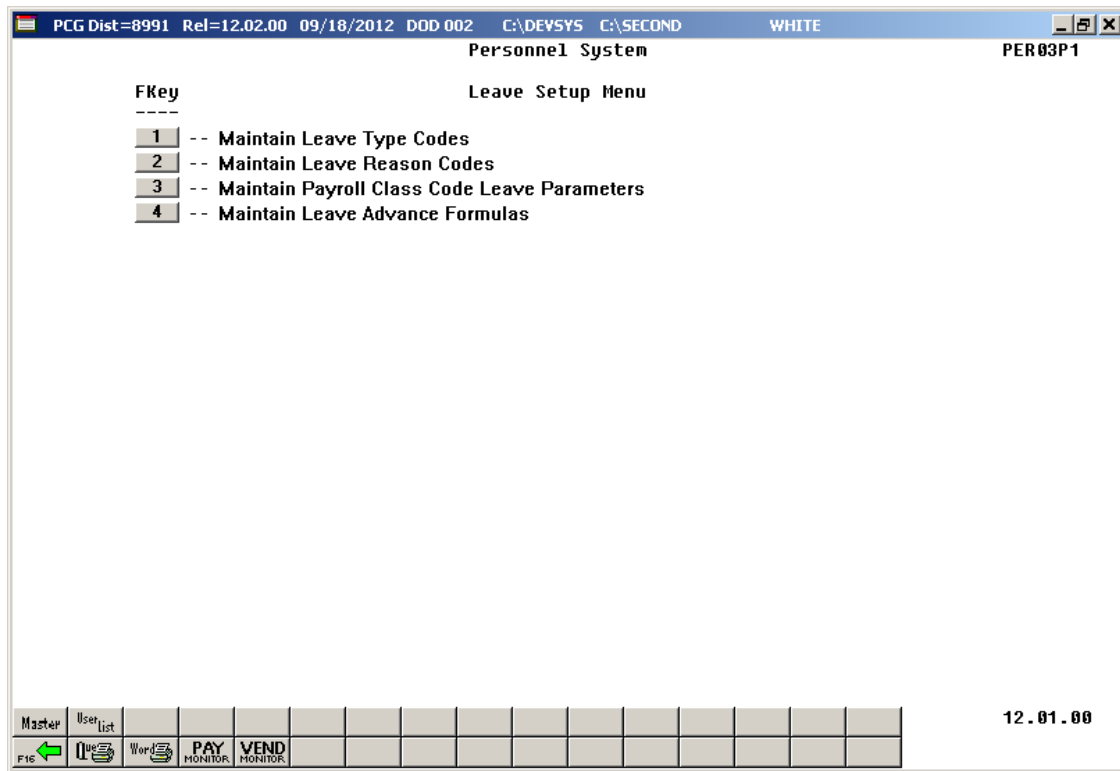 PCG Dist=8991 Rel=12.02.00 09/18/2012 DOD 002 C:\DEVSYS C:\SECOND WHITE
Personnel System PER03P1
FKey Leave Setup Menu
----
1 -- Maintain Leave Type Codes
2 -- Maintain Leave Reason Codes
3 -- Maintain Payroll Class Code Leave Parameters
4 -- Maintain Leave Advance Formulas
Master User List 12.01.00
F16 Que Word PAY MONITOR VEND MONITOR